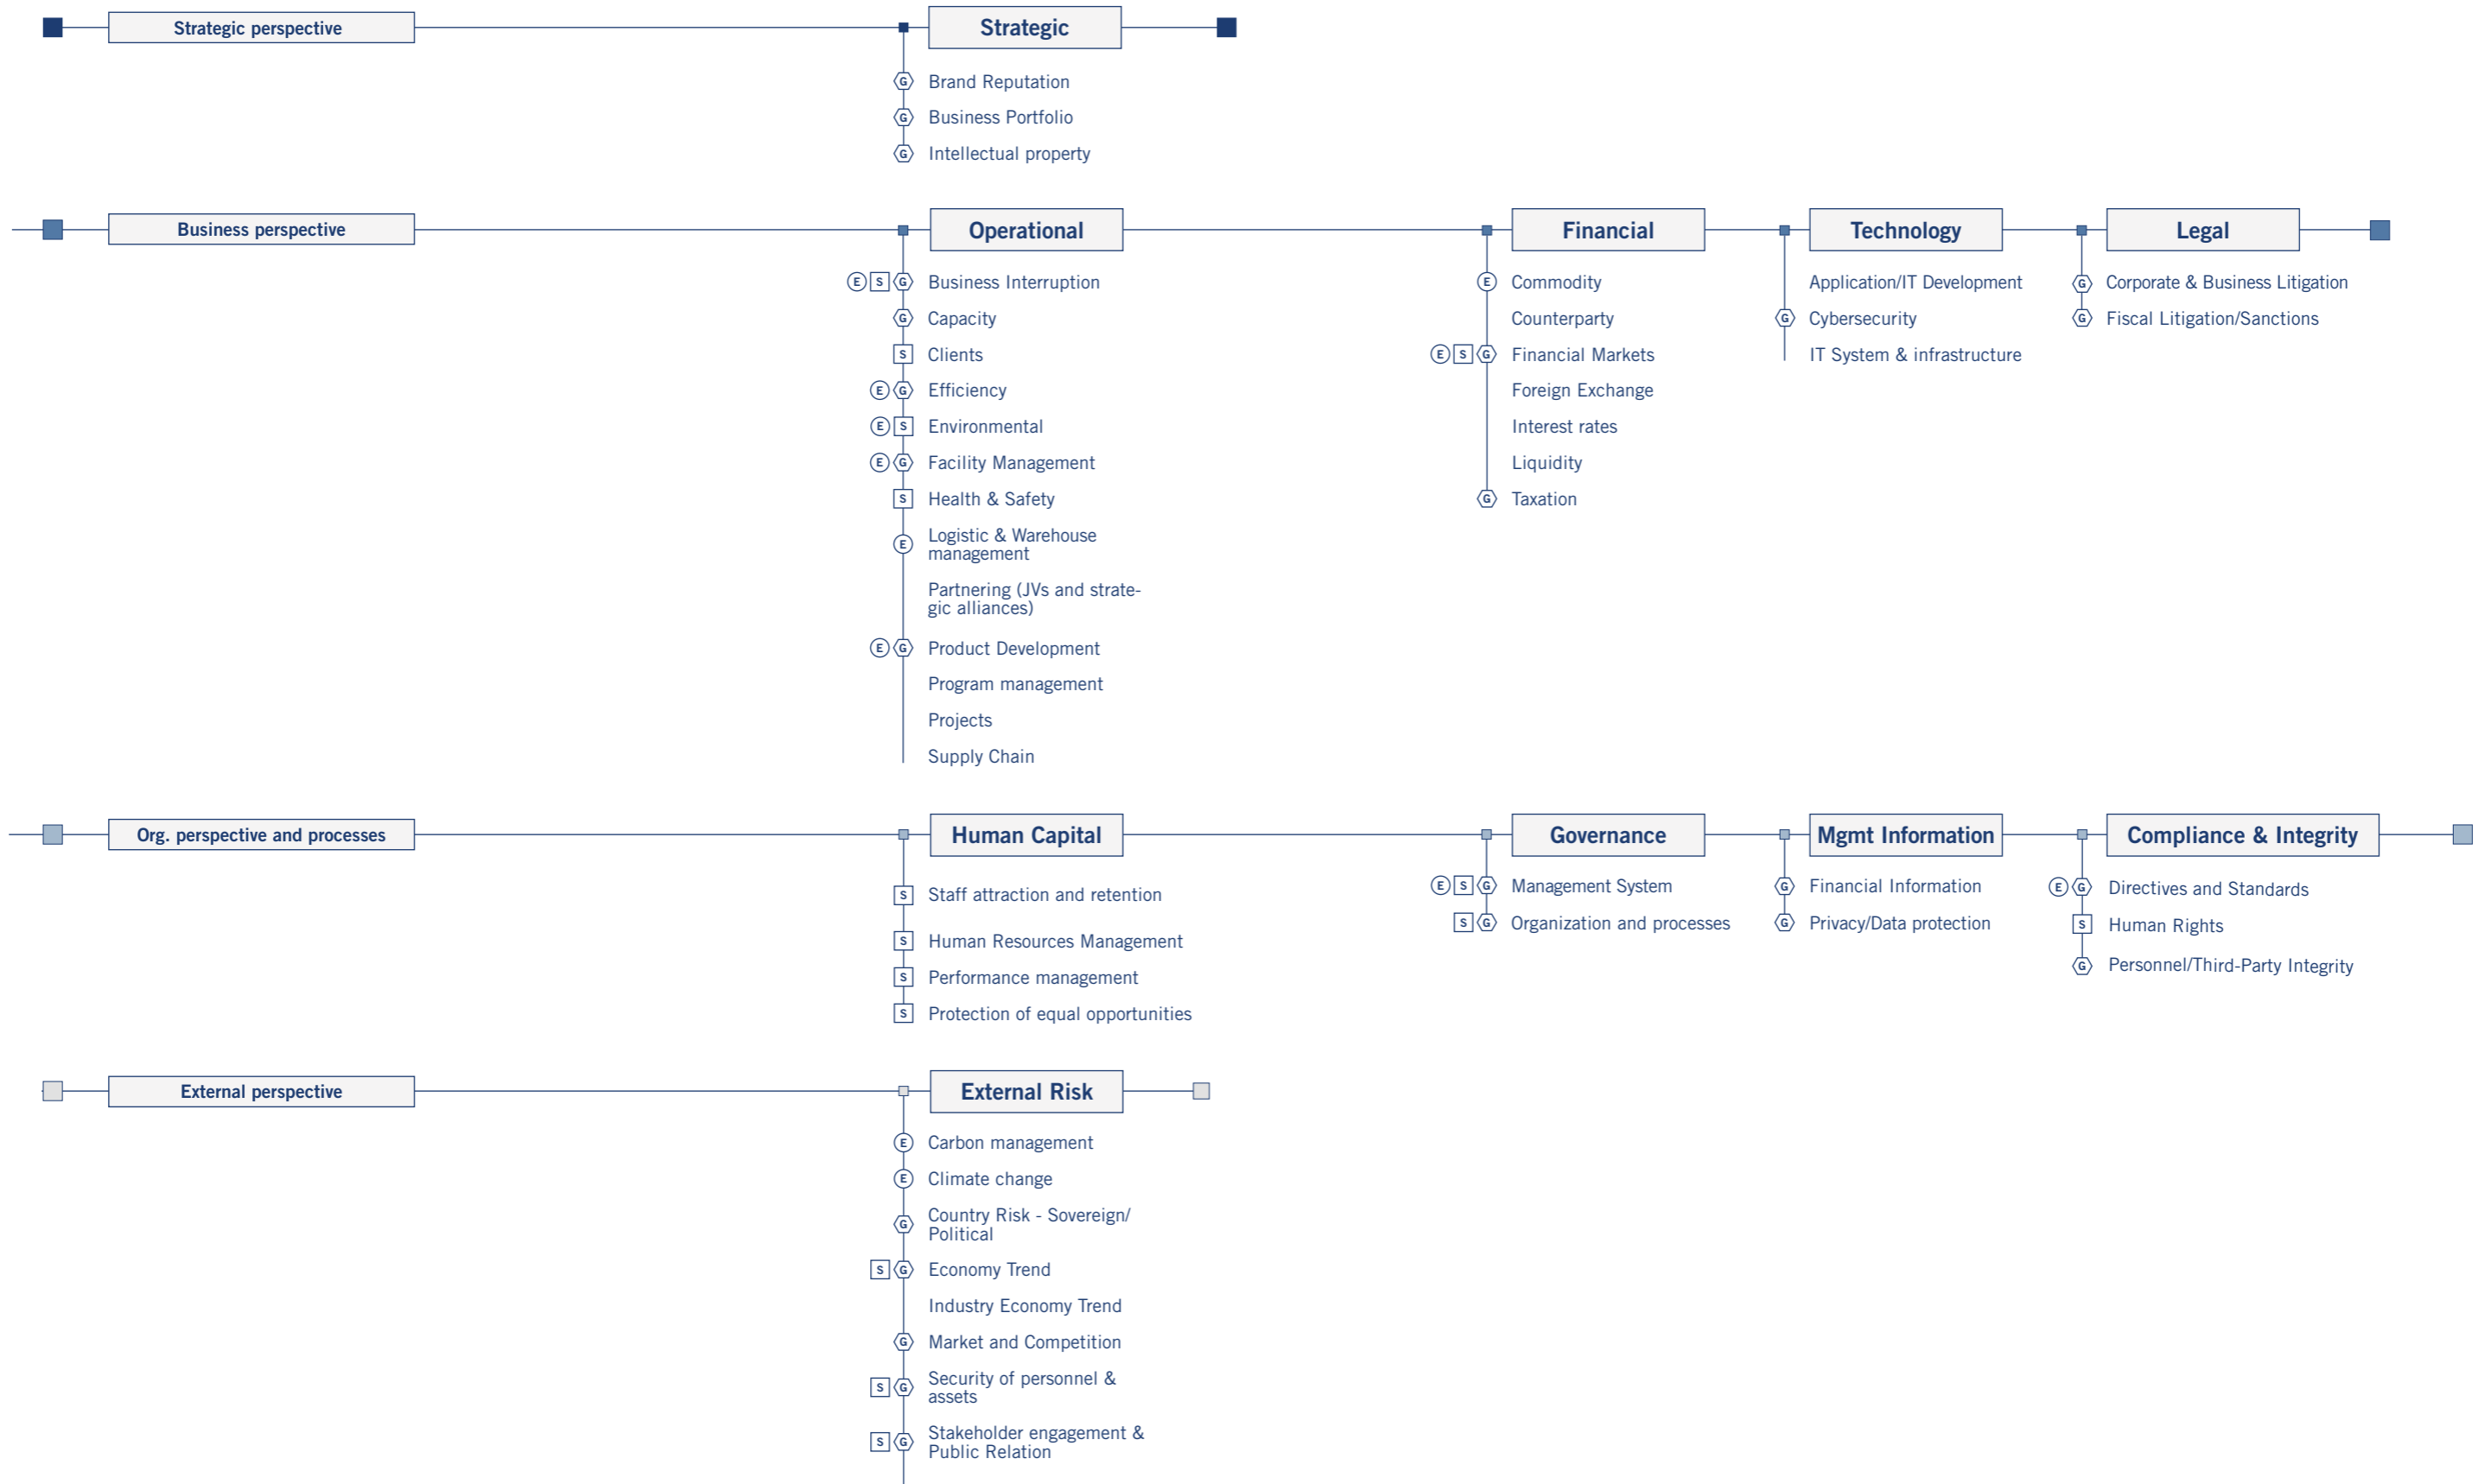 Strategic perspective
Strategic
G Brand Reputation
G Business Portfolio
G Intellectual property
Business perspective
Operational
E S G Business Interruption
G Capacity
S Clients
E G Efficiency
E S Environmental
E G Facility Management
S Health & Safety
E Logistic & Warehouse
management
Partnering (JVs and strate-
gic alliances)
E G Product Development
Program management
Projects
Supply Chain
Financial
E Commodity
Counterparty
E S G Financial Markets
Foreign Exchange
Interest rates
Liquidity
G Taxation
Technology
Application/IT Development
G Cybersecurity
IT System & infrastructure
Legal
G Corporate & Business Litigation
G Fiscal Litigation/Sanctions
Org. perspective and processes
Human Capital
S Staff attraction and retention
S Human Resources Management
S Performance management
S Protection of equal opportunities
Governance
E S G Management System
S G Organization and processes
Mgmt Information
G Financial Information
G Privacy/Data protection
Compliance & Integrity
E G Directives and Standards
S Human Rights
G Personnel/Third-Party Integrity
External perspective
External Risk
E Carbon management
E Climate change
G Country Risk - Sovereign/
Political
S G Economy Trend
Industry Economy Trend
G Market and Competition
S G Security of personnel &
assets
S G Stakeholder engagement &
Public Relation